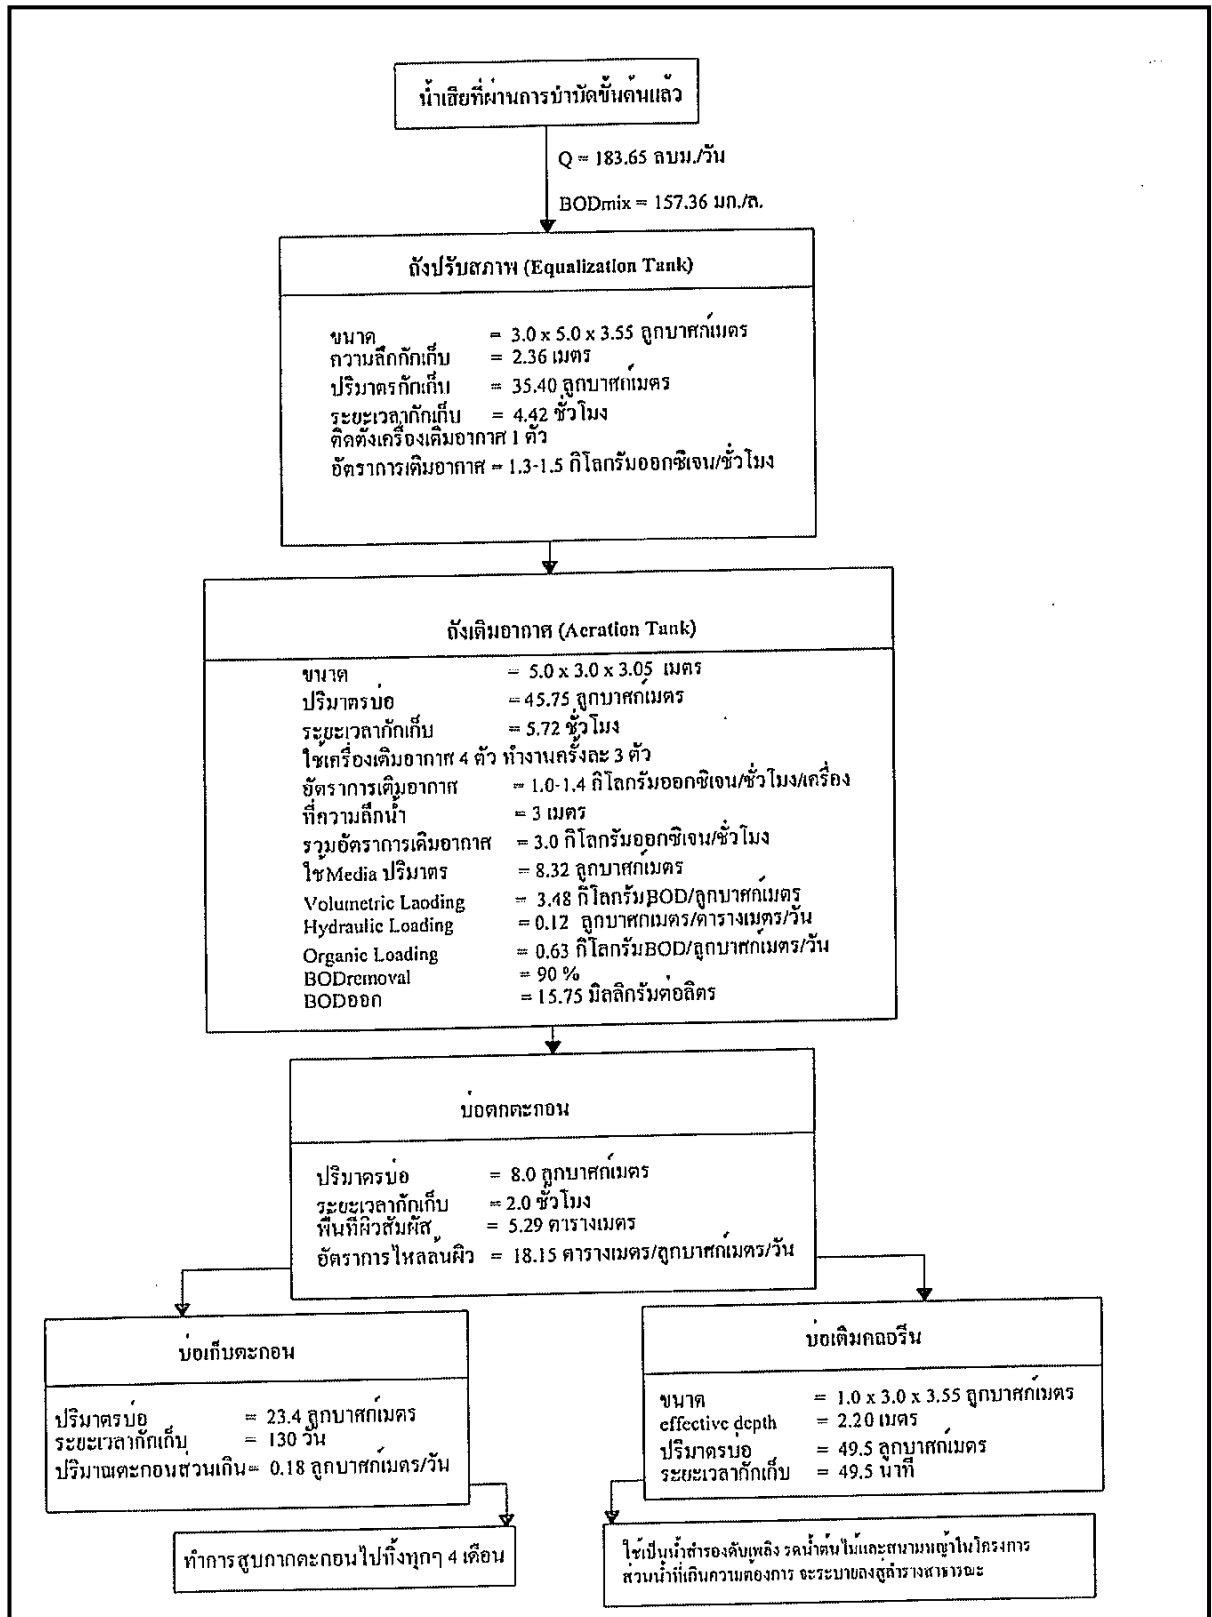 น้ำเสียที่ผ่านการบำบัดขั้นต้นแล้ว
Q = 183.65 ลบม./วัน
BODmix = 157.36 มก./ล.
ถังปรับสภาพ (Equalization Tank)
ขนาด = 3.0 x 5.0 x 3.55 ลูกบาศก์เมตร
ความลึกกักเก็บ = 2.36 เมตร
ปริมาตรกักเก็บ = 35.40 ลูกบาศก์เมตร
ระยะเวลากักเก็บ = 4.42 ชั่วโมง
ติดตั้งเครื่องเติมอากาศ 1 ตัว
อัตราการเติมอากาศ = 1.3-1.5 กิโลกรัมออกซิเจน/ชั่วโมง
ถังเติมอากาศ (Aeration Tank)
ขนาด = 5.0 x 3.0 x 3.05 เมตร
ปริมาตรบ่อ = 45.75 ลูกบาศก์เมตร
ระยะเวลากักเก็บ = 5.72 ชั่วโมง
ใช้เครื่องเติมอากาศ 4 ตัว ทำงานครั้งละ 3 ตัว
อัตราการเติมอากาศ = 1.0-1.4 กิโลกรัมออกซิเจน/ชั่วโมง/เครื่อง
ที่ความลึกน้ำ = 3 เมตร
รวมอัตราการเติมอากาศ = 3.0 กิโลกรัมออกซิเจน/ชั่วโมง
ใช้Media ปริมาตร = 8.32 ลูกบาศก์เมตร
Volumetric Laoding = 3.48 กิโลกรัมBOD/ลูกบาศก์เมตร
Hydraulic Loading = 0.12 ลูกบาศกเมตร/ตารางเมตร/วัน
Organic Loading = 0.63 กิโลกรัมBOD/ลูกบาศก์เมตร/วัน
BODremoval = 90 %
BODออก = 15.75 มิลลิกรัมต่อลิตร
บ่อตกตะกอน
ปริมาตรบ่อ = 8.0 ลูกบาศก์เมตร
ระยะเวลากักเก็บ = 2.0 ชั่วโมง
พื้นที่ผิวสัมผัส = 5.29 ตารางเมตร
อัตราการไหลล้นผิว = 18.15 ตารางเมตร/ลูกบาศก์เมตร/วัน
บ่อเก็บตะกอน
ปริมาตรบ่อ = 23.4 ลูกบาศก์เมตร
ระยะเวลากักเก็บ = 130 วัน
ปริมาณตะกอนส่วนเกิน= 0.18 ลูกบาศก์เมตร/วัน
ทำการสูบกากตะกอนไปทิ้งทุกๆ 4 เดือน
บ่อเติมคลอรีน
ขนาด = 1.0 x 3.0 x 3.55 ลูกบาศก์เมตร
effective depth = 2.20 เมตร
ปริมาตรบ่อ = 49.5 ลูกบาศก์เมตร
ระยะเวลากักเก็บ = 49.5 นาที
ใช้เป็นน้ำสำรองดับเพลิง รดน้ำต้นไม้และสนามหญ้าในโครงการ
ส่วนน้ำที่เกินความต้องการ จะระบายลงสู่ลำรางสาธารณะ